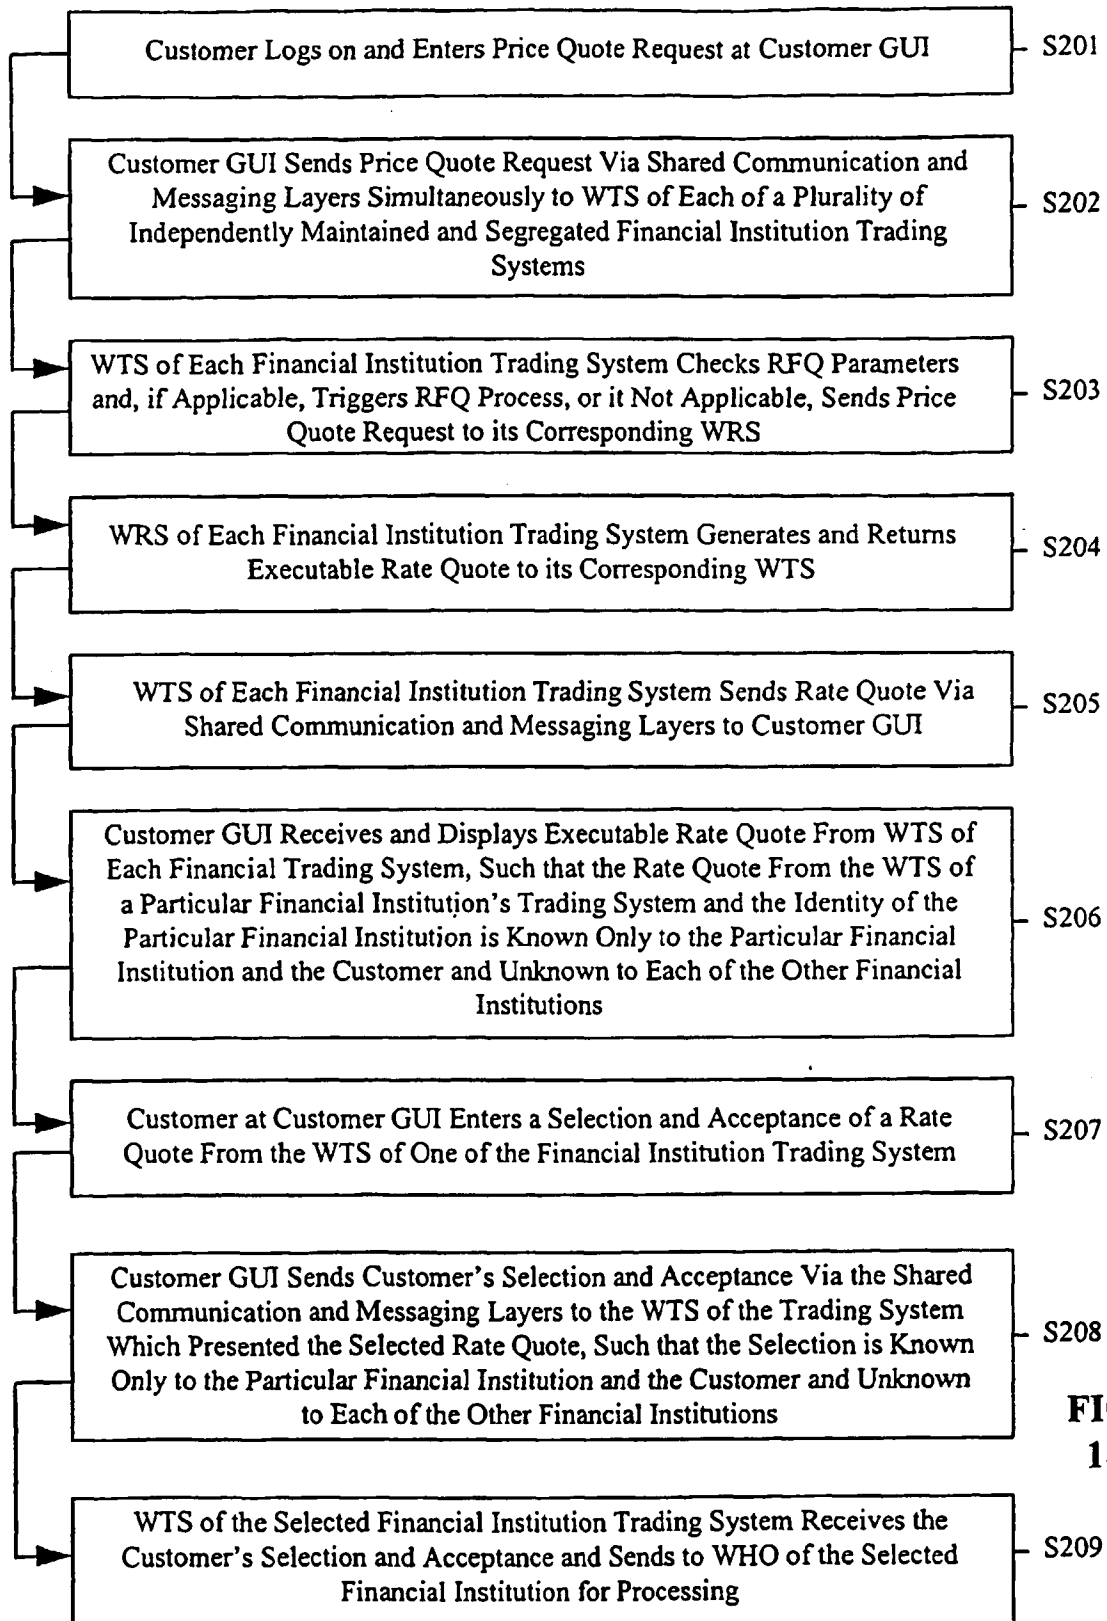 Customer Logs on and Enters Price Quote Request at Customer GUI
S201
Customer GUI Sends Price Quote Request Via Shared Communication and
Messaging Layers Simultaneously to WTS of Each of a Plurality of
Independently Maintained and Segregated Financial Institution Trading
Systems
S202
WTS of Each Financial Institution Trading System Checks RFQ Parameters
and, if Applicable, Triggers RFQ Process, or it Not Applicable, Sends Price
Quote Request to its Corresponding WRS
S203
WRS of Each Financial Institution Trading System Generates and Returns
Executable Rate Quote to its Corresponding WTS
S204
WTS of Each Financial Institution Trading System Sends Rate Quote Via
Shared Communication and Messaging Layers to Customer GUI
S205
Customer GUI Receives and Displays Executable Rate Quote From WTS of
Each Financial Trading System, Such that the Rate Quote From the WTS of
a Particular Financial Institution's Trading System and the Identity of the
Particular Financial Institution is Known Only to the Particular Financial
Institution and the Customer and Unknown to Each of the Other Financial
Institutions
S206
Customer at Customer GUI Enters a Selection and Acceptance of a Rate
Quote From the WTS of One of the Financial Institution Trading System
S207
Customer GUI Sends Customer's Selection and Acceptance Via the Shared
Communication and Messaging Layers to the WTS of the Trading System
Which Presented the Selected Rate Quote, Such that the Selection is Known
Only to the Particular Financial Institution and the Customer and Unknown
to Each of the Other Financial Institutions
S208
WTS of the Selected Financial Institution Trading System Receives the
Customer's Selection and Acceptance and Sends to WHO of the Selected
Financial Institution for Processing
S209